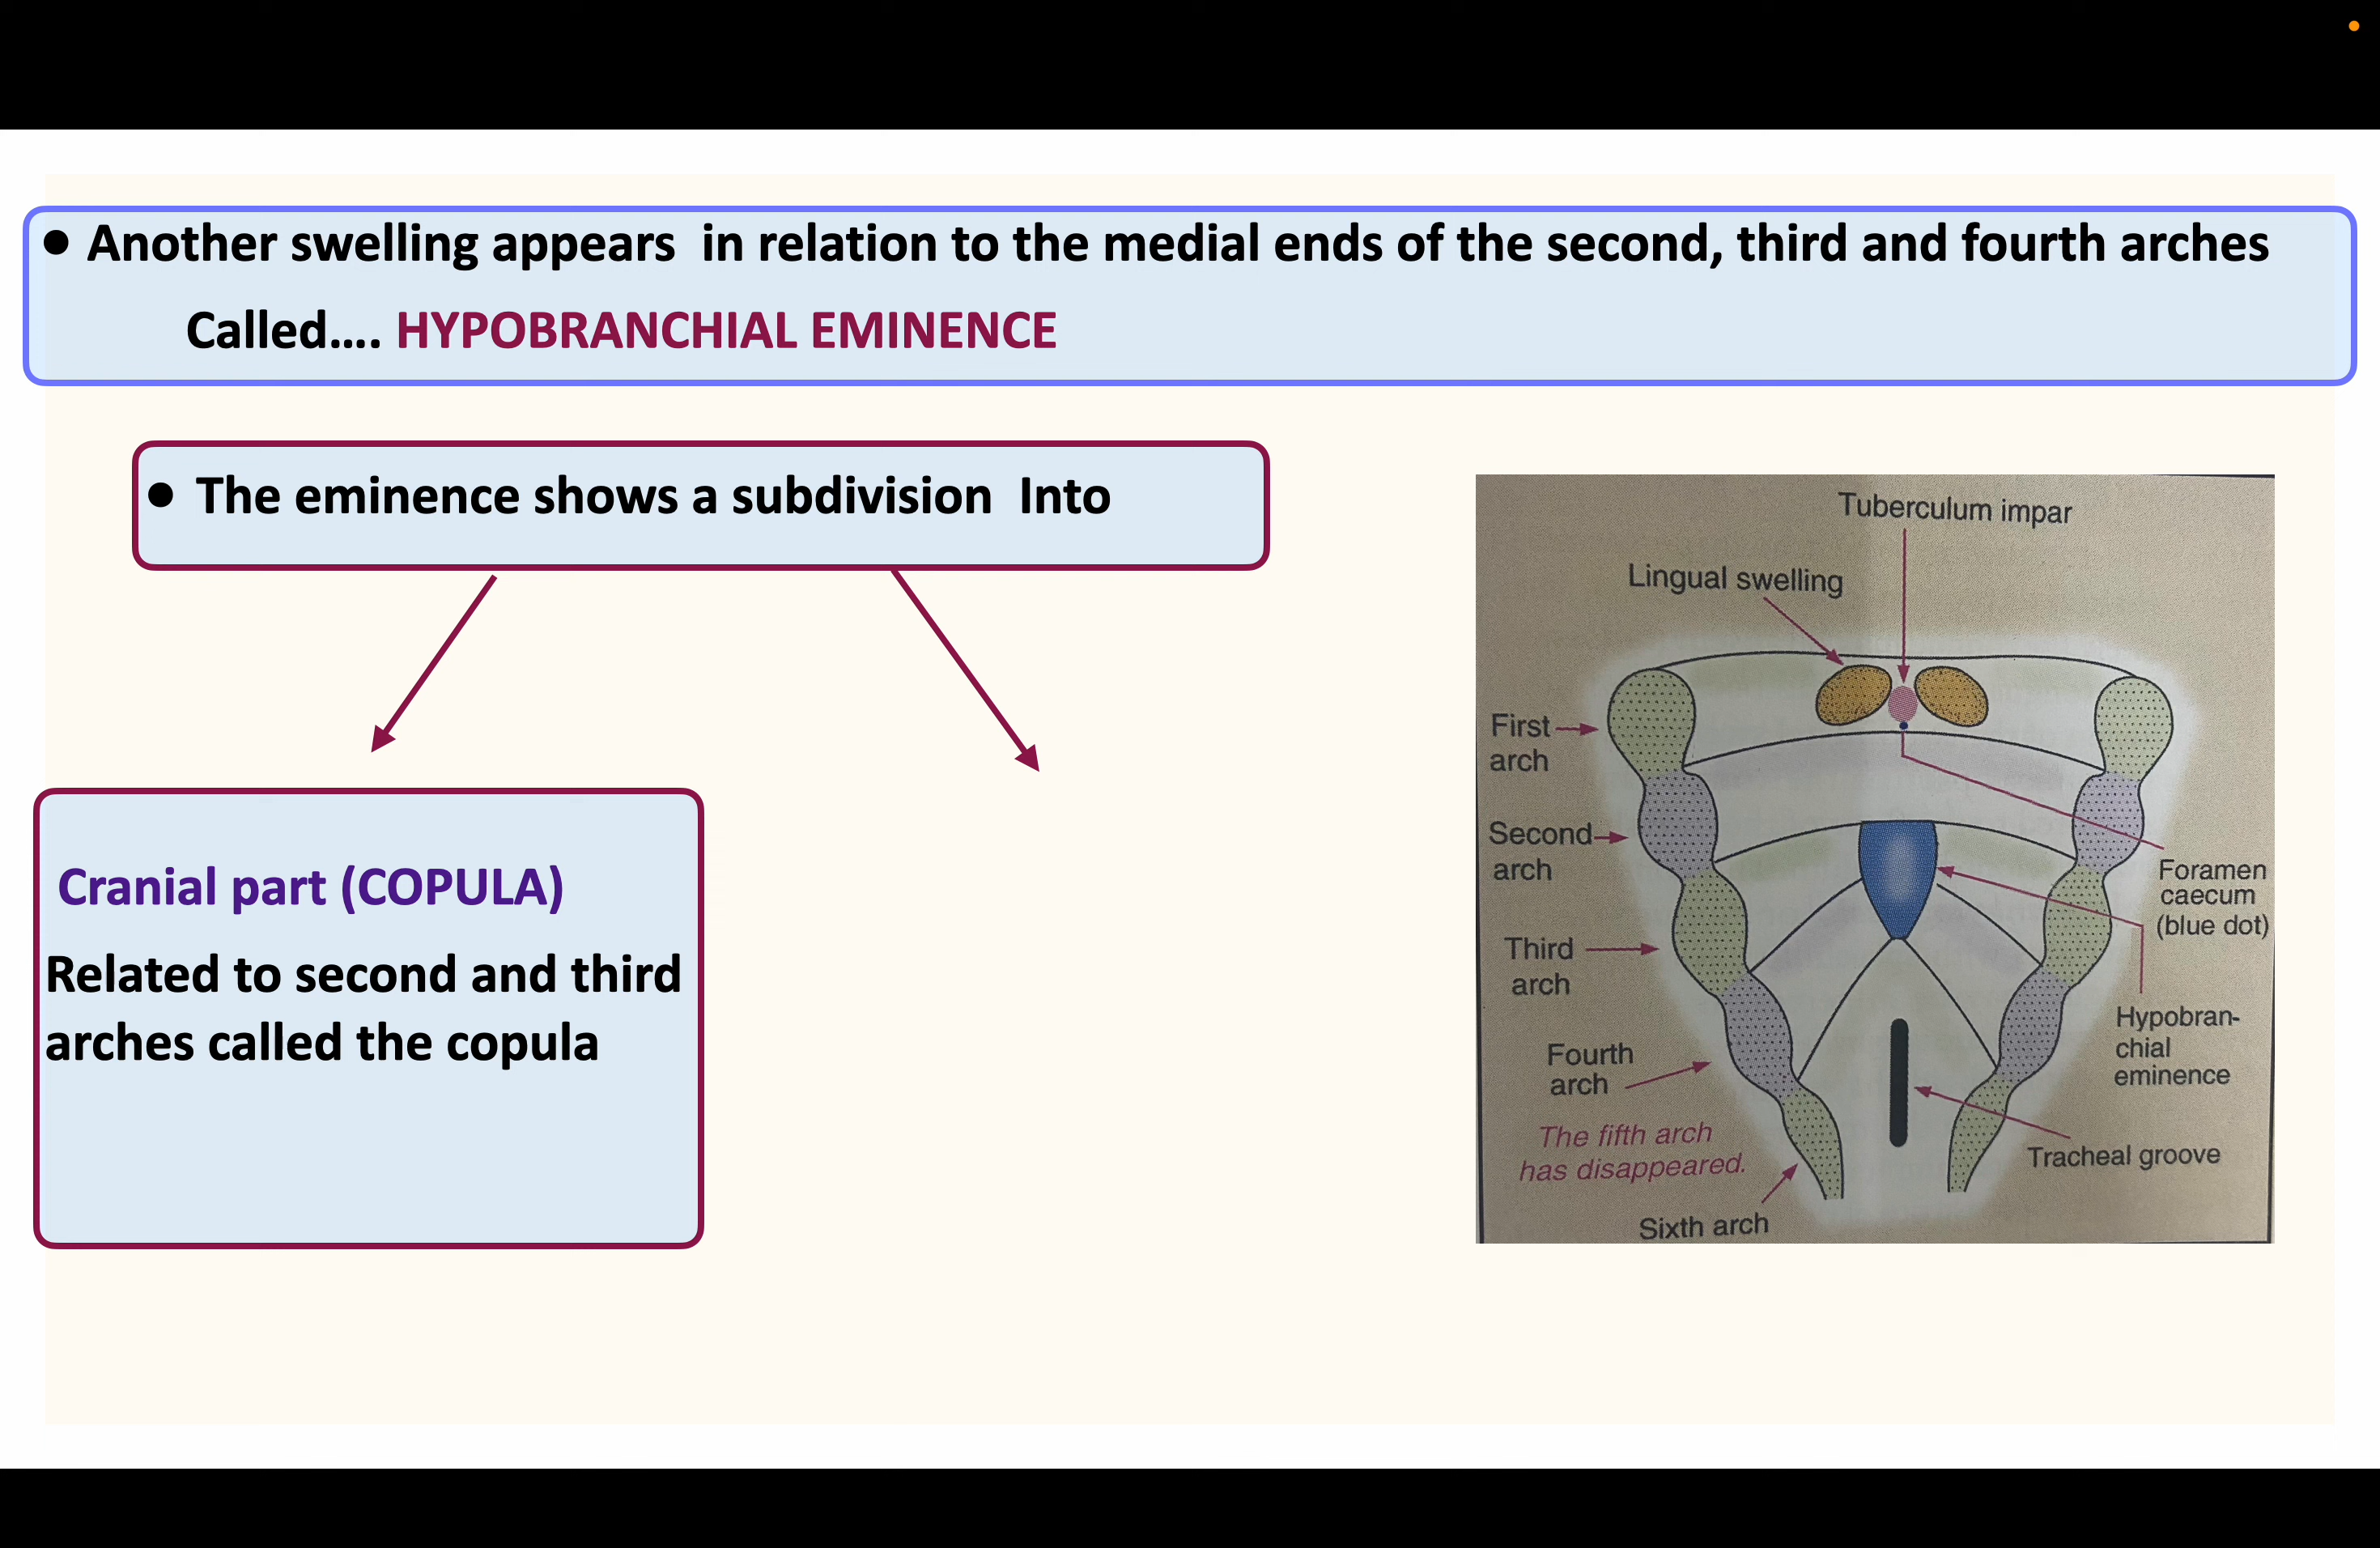 ● Another swelling appears in relation to the medial ends of the second, third and fourth arches
Called.... HYPOBRANCHIAL EMINENCE
● The eminence shows a subdivision Into
Cranial part (COPULA)
Related to second and third
arches called the copula
Tuberculum impar
Lingual swelling
First
arch
Second
arch
Third
arch
Fourth
arch
The fifth arch
has disappeared.
Sixth arch
Foramen
caecum
(blue dot)
Hypobran-
chial
eminence
Tracheal groove